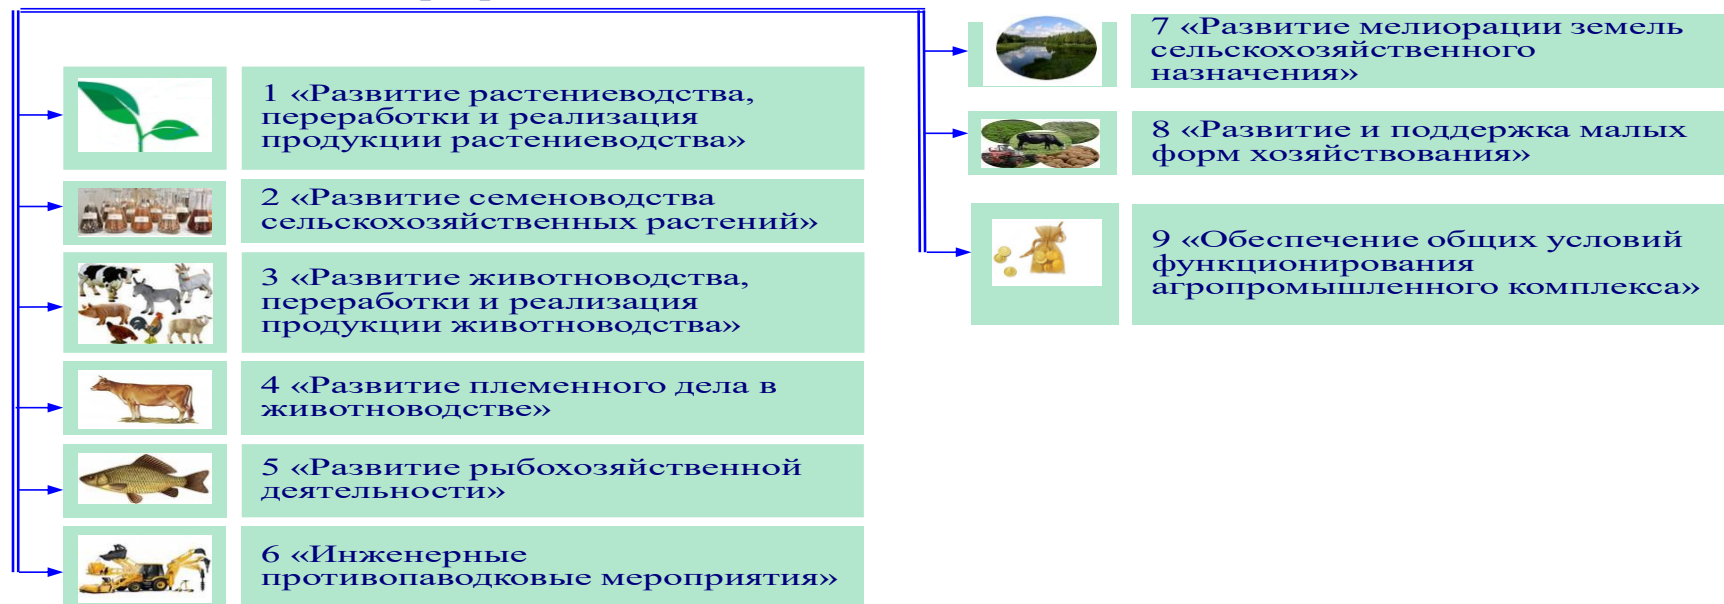 1 «Развитие растениеводства,
переработки и реализация
продукции растениеводства»
2 «Развитие семеноводства
сельскохозяйственных растений»
3 «Развитие животноводства,
переработки и реализация
продукции животноводства»
4 «Развитие племенного дела в
животноводстве»
5 «Развитие рыбохозяйственной
деятельности»
6 «Инженерные
противопаводковые мероприятия»
7 «Развитие мелиорации земель
сельскохозяйственного
назначения»
8 «Развитие и поддержка малых
форм хозяйствования»
9 «Обеспечение общих условий
функционирования
агропромышленного комплекса»